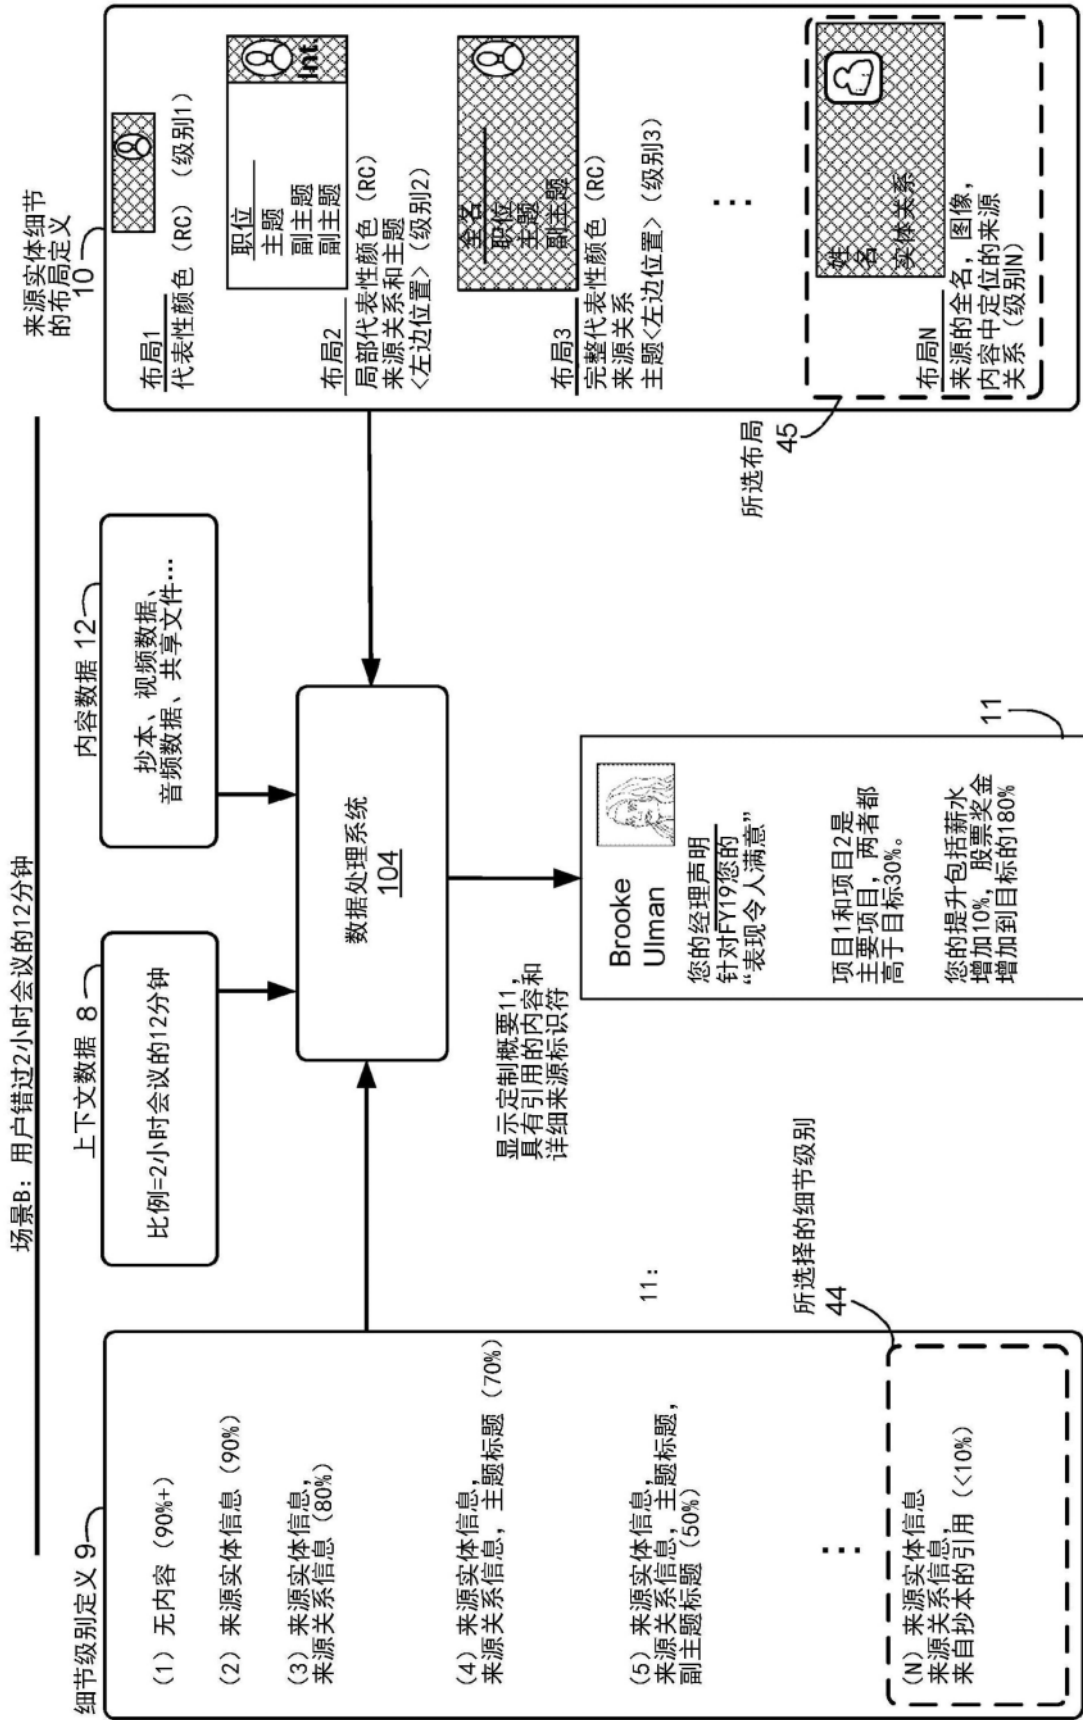 场景B: 用户错过2小时会议的12分钟
细节级别定义 9
(1) 无内容 (90%+)
(2) 来源实体信息 (90%)
(3) 来源实体信息,
来源关系信息 (80%)
(4) 来源实体信息,
来源关系信息, 主题标题 (70%)
(5) 来源实体信息,
来源关系信息, 主题标题,
副主题标题 (50%)
⋯
(N) 来源实体信息
来源关系信息,
来自抄本的引用 (<10%)
所选择的细节级别
44
上下文数据 8
比例=2小时会议的12分钟
内容数据 12
抄本、视频数据、
音频数据、共享文件…
数据处理系统
104
显示定制概要11,
具有引用的内容和
详细来源标识符
11:
Brooke
Ulman
您的经理声明
针对FY19您的
“表现令人满意”
项目1和项目2是
主要项目, 两者都
高于目标30%。
您的提升包括薪水
增加10%, 股票奖金
增加到目标的180%
11
来源实体细节
的布局定义
10
布局1
代表性颜色 (RC) (级别1)
职位
主题
副主题
副主题
Int.
布局2
局部代表性颜色 (RC)
来源关系和主题
<左边位置> (级别2)
全名
职位
主题
副主题
布局3
完整代表性颜色 (RC)
来源关系
主题<左边位置> (级别3)
⋯
姓
名
实体关系
布局N
来源的全名, 图像,
内容中定位的来源
关系 (级别N)
所选布局
45